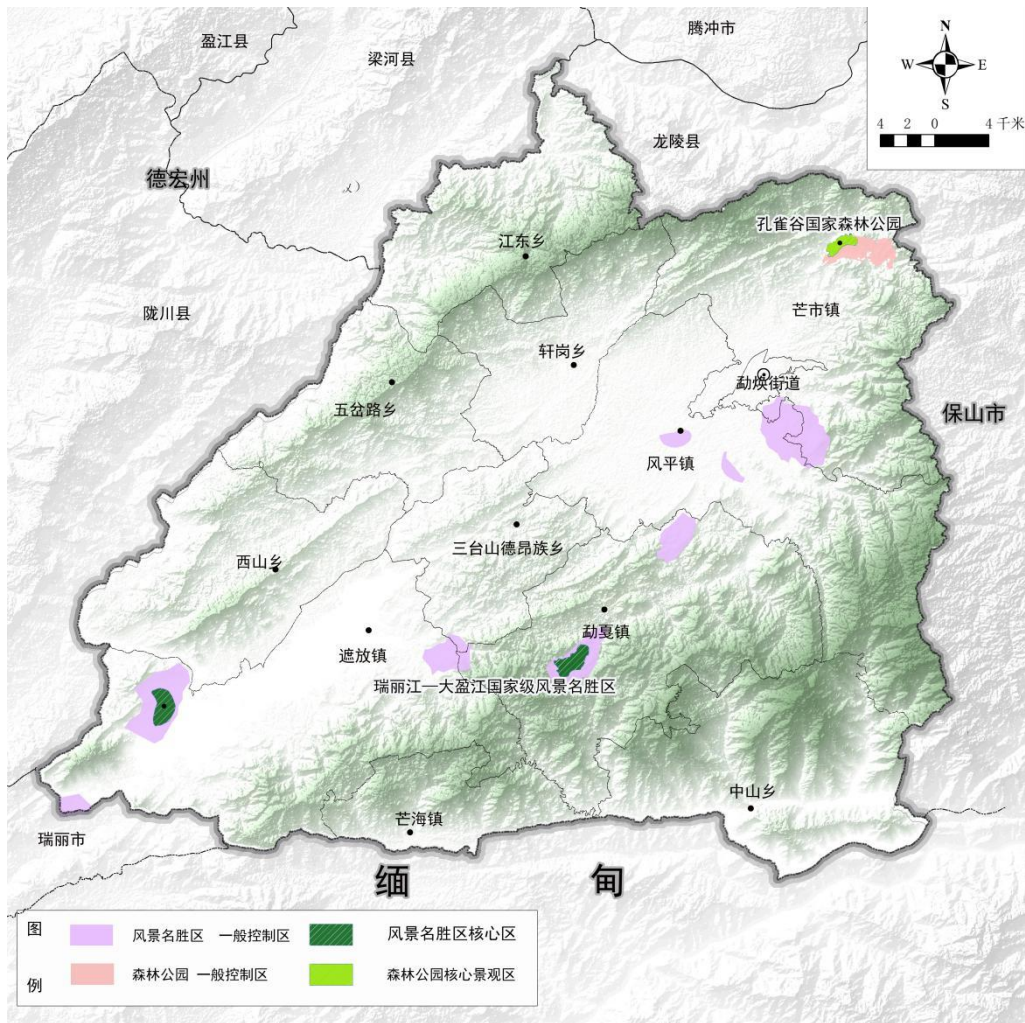 腾冲市
盈江县
梁河县
N
W
E
S
4 2 0 4 千米
龙陵县
德宏州
孔雀谷国家森林公园
江东乡
陇川县
芒市镇
轩岗乡
勐焕街道
五岔路乡
保山市
风平镇
三台山德昂族乡
西山乡
勐戛镇
遮放镇
瑞丽江—大盈江国家级风景名胜区
中山乡
芒海镇
瑞丽市
缅 甸
图 例
风景名胜区 一般控制区
风景名胜区核心区
森林公园 一般控制区
森林公园核心景观区